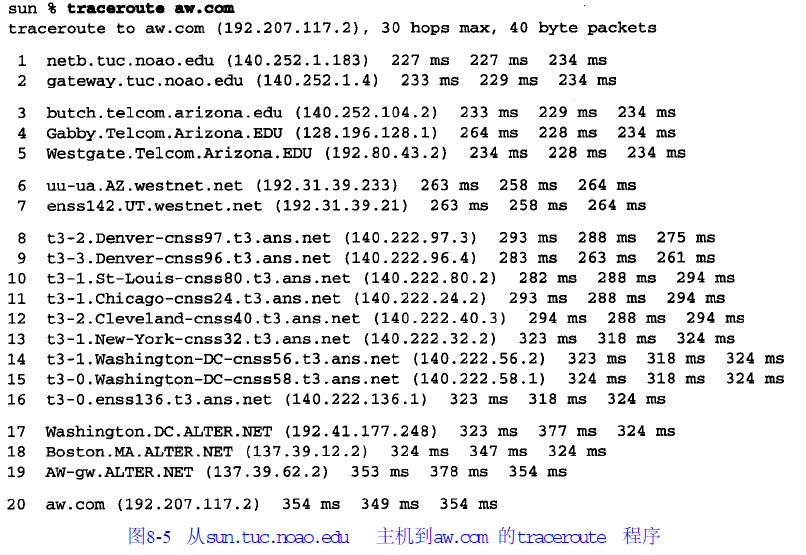 sun % traceroute aw.com
traceroute to aw.com (192.207.117.2), 30 hops max, 40 byte packets
1 netb.tuc.noao.edu (140.252.1.183) 227 ms 227 ms 234 ms
2 gateway.tuc.noao.edu (140.252.1.4) 233 ms 229 ms 234 ms
3 butch.telcom.arizona.edu (140.252.104.2) 233 ms 229 ms 234 ms
4 Gabby.Telcom.Arizona.EDU (128.196.128.1) 264 ms 228 ms 234 ms
5 Westgate.Telcom.Arizona.EDU (192.80.43.2) 234 ms 228 ms 234 ms
6 uu-ua.AZ.westnet.net (192.31.39.233) 263 ms 258 ms 264 ms
7 enss142.UT.westnet.net (192.31.39.21) 263 ms 258 ms 264 ms
8 t3-2.Denver-cnss97.t3.ans.net (140.222.97.3) 293 ms 288 ms 275 ms
9 t3-3.Denver-cnss96.t3.ans.net (140.222.96.4) 283 ms 263 ms 261 ms
10 t3-1.St-Louis-cnss80.t3.ans.net (140.222.80.2) 282 ms 288 ms 294 ms
11 t3-1.Chicago-cnss24.t3.ans.net (140.222.24.2) 293 ms 288 ms 294 ms
12 t3-2.Cleveland-cnss40.t3.ans.net (140.222.40.3) 294 ms 288 ms 294 ms
13 t3-1.New-York-cnss32.t3.ans.net (140.222.32.2) 323 ms 318 ms 324 ms
14 t3-1.Washington-DC-cnss56.t3.ans.net (140.222.56.2) 323 ms 318 ms 324 ms
15 t3-0.Washington-DC-cnss58.t3.ans.net (140.222.58.1) 324 ms 318 ms 324 ms
16 t3-0.enss136.t3.ans.net (140.222.136.1) 323 ms 318 ms 324 ms
17 Washington.DC.ALTER.NET (192.41.177.248) 323 ms 377 ms 324 ms
18 Boston.MA.ALTER.NET (137.39.12.2) 324 ms 347 ms 324 ms
19 AW-gw.ALTER.NET (137.39.62.2) 353 ms 378 ms 354 ms
20 aw.com (192.207.117.2) 354 ms 349 ms 354 ms
图8-5 从sun.tuc.noao.edu 主机到aw.com 的traceroute 程序